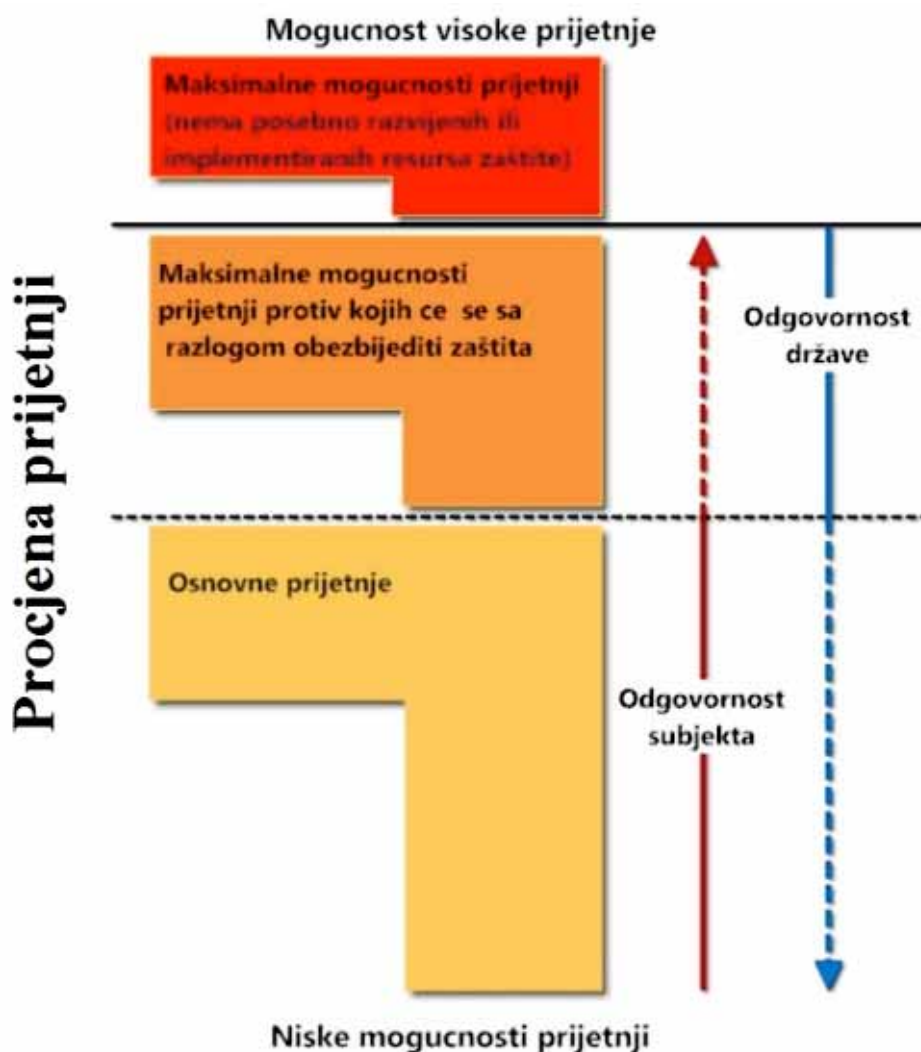 Mogucnost visoke prijetnje
Maksimalne mogucnosti prijetnji
(nema posebno razvijenih ili
implementiranih resursa zaštite)
Procjena prijetnji
Maksimalne mogucnosti
prijetnji protiv kojih ce se sa
razlogom obezbijediti zaštita
Odgovornost
države
Osnovne prijetnje
Odgovornost
subjekta
Niske mogucnosti prijetnji